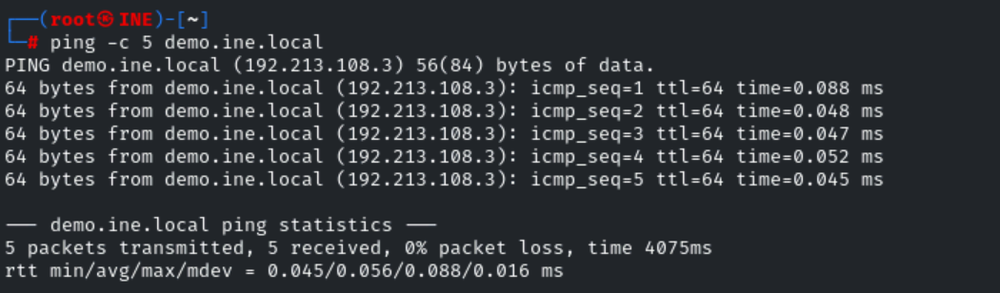 ┌──(root㉿INE)-[~]
└─# ping -c 5 demo.ine.local
PING demo.ine.local (192.213.108.3) 56(84) bytes of data.
64 bytes from demo.ine.local (192.213.108.3): icmp_seq=1 ttl=64 time=0.088 ms
64 bytes from demo.ine.local (192.213.108.3): icmp_seq=2 ttl=64 time=0.048 ms
64 bytes from demo.ine.local (192.213.108.3): icmp_seq=3 ttl=64 time=0.047 ms
64 bytes from demo.ine.local (192.213.108.3): icmp_seq=4 ttl=64 time=0.052 ms
64 bytes from demo.ine.local (192.213.108.3): icmp_seq=5 ttl=64 time=0.045 ms

--- demo.ine.local ping statistics ---
5 packets transmitted, 5 received, 0% packet loss, time 4075ms
rtt min/avg/max/mdev = 0.045/0.056/0.088/0.016 ms